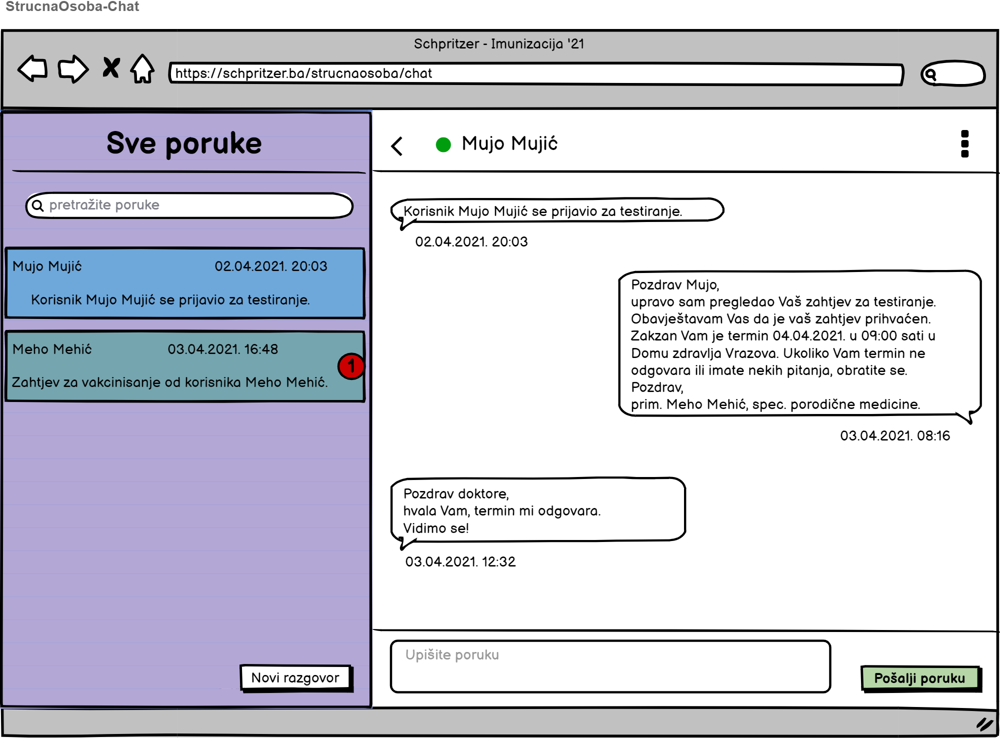 StrucnaOsoba-Chat
Schpritzer - Imunizacija '21
https://schpritzer.ba/strucnaosoba/chat
Sve poruke
pretražite poruke
Mujo Mujić 02.04.2021. 20:03
Korisnik Mujo Mujić se prijavio za testiranje.
Meho Mehić 03.04.2021. 16:48
1
Zahtjev za vakcinisanje od korisnika Meho Mehić.
Novi razgovor
Mujo Mujić
Korisnik Mujo Mujić se prijavio za testiranje.
02.04.2021. 20:03
Pozdrav Mujo,
upravo sam pregledao Vaš zahtjev za testiranje.
Obavještavam Vas da je vaš zahtjev prihvaćen.
Zakzan Vam je termin 04.04.2021. u 09:00 sati u
Domu zdravlja Vrazova. Ukoliko Vam termin ne
odgovara ili imate nekih pitanja, obratite se.
Pozdrav,
prim. Meho Mehić, spec. porodične medicine.
03.04.2021. 08:16
Pozdrav doktore,
hvala Vam, termin mi odgovara.
Vidimo se!
03.04.2021. 12:32
Upišite poruku
Pošalji poruku